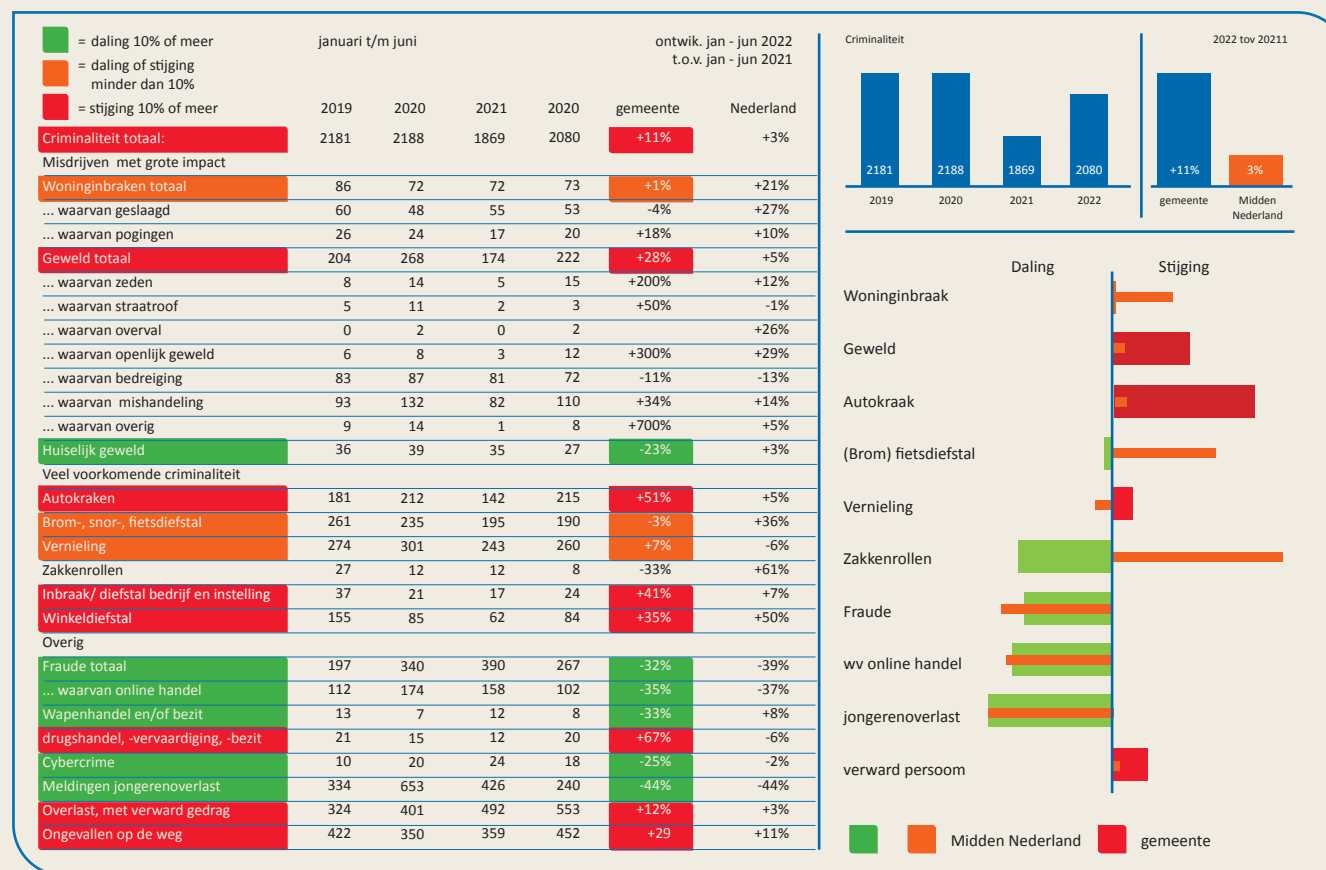 = daling 10% of meer
= daling of stijging
minder dan 10%
= stijging 10% of meer
januari t/m juni
ontwik. jan - jun 2022
t.o.v. jan - jun 2021
2019 2020 2021 2020 gemeente Nederland
Criminaliteit totaal: 2181 2188 1869 2080 +11% +3%
Misdrijven met grote impact
Woninginbraken totaal 86 72 72 73 +1% +21%
... waarvan geslaagd 60 48 55 53 -4% +27%
... waarvan pogingen 26 24 17 20 +18% +10%
Geweld totaal 204 268 174 222 +28% +5%
... waarvan zeden 8 14 5 15 +200% +12%
... waarvan straatroof 5 11 2 3 +50% -1%
... waarvan overval 0 2 0 2 +26%
... waarvan openlijk geweld 6 8 3 12 +300% +29%
... waarvan bedreiging 83 87 81 72 -11% -13%
... waarvan mishandeling 93 132 82 110 +34% +14%
... waarvan overig 9 14 1 8 +700% +5%
Huiselijk geweld 36 39 35 27 -23% +3%
Veel voorkomende criminaliteit
Autokraken 181 212 142 215 +51% +5%
Brom-, snor-, fietsdiefstal 261 235 195 190 -3% +36%
Vernieling 274 301 243 260 +7% -6%
Zakkenrollen 27 12 12 8 -33% +61%
Inbraak/ diefstal bedrijf en instelling 37 21 17 24 +41% +7%
Winkeldiefstal 155 85 62 84 +35% +50%
Overig
Fraude totaal 197 340 390 267 -32% -39%
... waarvan online handel 112 174 158 102 -35% -37%
Wapenhandel en/of bezit 13 7 12 8 -33% +8%
drugshandel, -vervaardiging, -bezit 21 15 12 20 +67% -6%
Cybercrime 10 20 24 18 -25% -2%
Meldingen jongerenoverlast 334 653 426 240 -44% -44%
Overlast, met verward gedrag 324 401 492 553 +12% +3%
Ongevallen op de weg 422 350 359 452 +29 +11%
Criminaliteit 2022 tov 20211
2181 2188 1869 2080 +11% 3%
2019 2020 2021 2022 gemeente Midden
Nederland
Daling Stijging
Woninginbraak
Geweld
Autokraak
(Brom) fietsdiefstal
Vernieling
Zakkenrollen
Fraude
wv online handel
jongerenoverlast
verward persoom
Midden Nederland gemeente